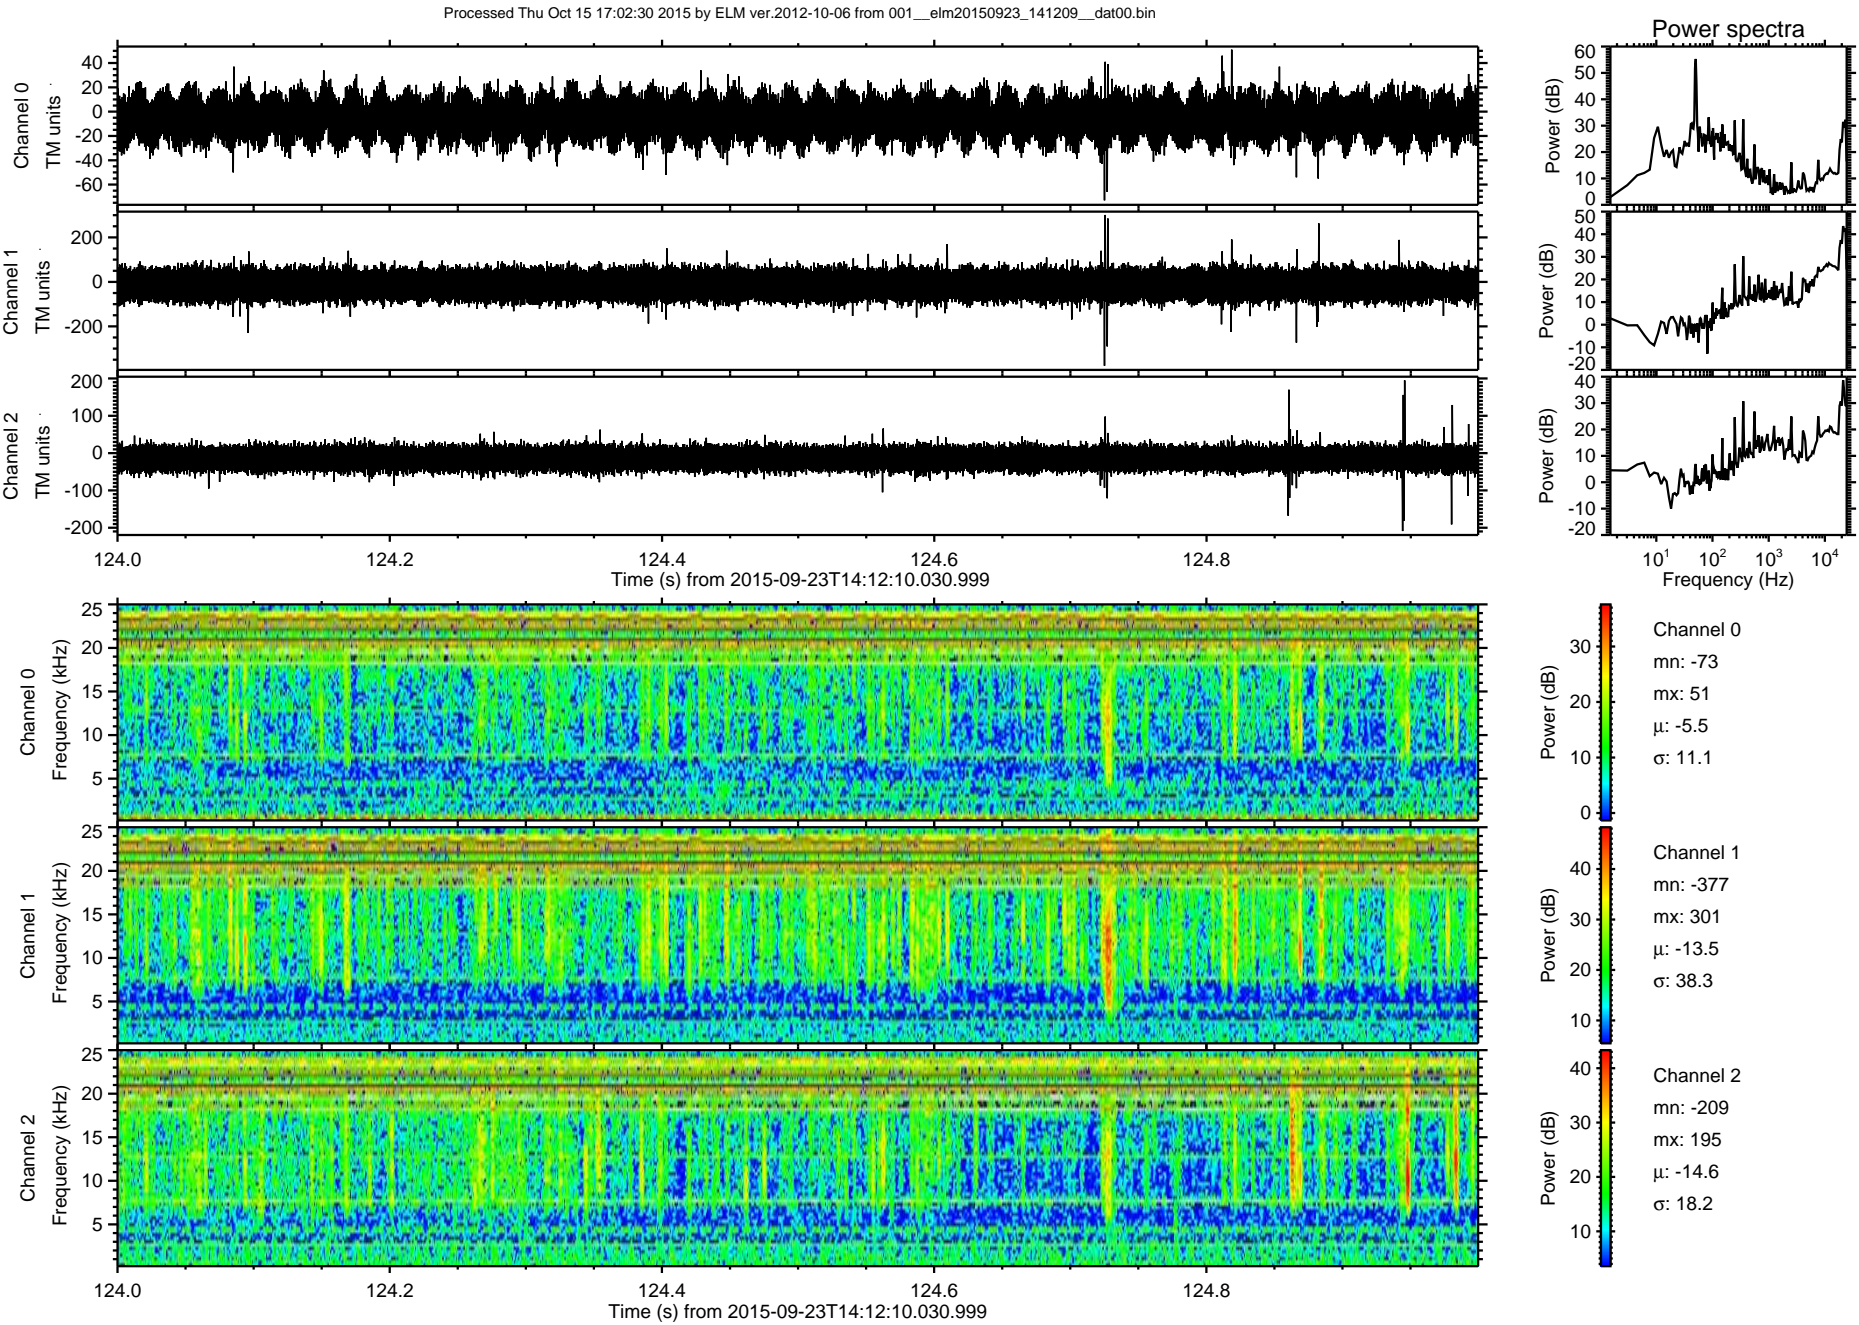 Processed Thu Oct 15 17:02:30 2015 by ELM ver.2012-10-06 from 001__elm20150923_141209__dat00.bin
Power spectra
Channel 0
TM units
40
20
0
-20
-40
-60
Power (dB)
60
50
40
30
20
10
0
Channel 1
TM units
200
0
-200
Power (dB)
50
40
30
20
10
0
-10
-20
Channel 2
TM units
200
100
0
-100
-200
Power (dB)
40
30
20
10
0
-10
-20
124.0 124.2 124.4 124.6 124.8
Time (s) from 2015-09-23T14:12:10.030.999
10^1 10^2 10^3 10^4
Frequency (Hz)
Channel 0
Frequency (kHz)
25
20
15
10
5
Power (dB)
30
20
10
0
Channel 0
mn: -73
mx: 51
μ: -5.5
σ: 11.1
Channel 1
Frequency (kHz)
25
20
15
10
5
Power (dB)
40
30
20
10
Channel 1
mn: -377
mx: 301
μ: -13.5
σ: 38.3
Channel 2
Frequency (kHz)
25
20
15
10
5
Power (dB)
40
30
20
10
Channel 2
mn: -209
mx: 195
μ: -14.6
σ: 18.2
124.0 124.2 124.4 124.6 124.8
Time (s) from 2015-09-23T14:12:10.030.999